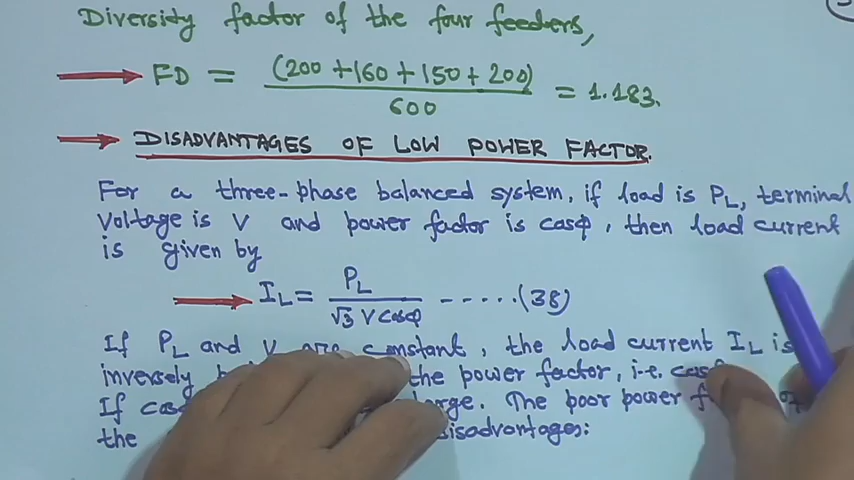 Diversity factor of the four feeders,
FD = (200 + 160 + 150 + 200) / 600 = 1.183.
DISADVANTAGES OF LOW POWER FACTOR.
For a three-phase balanced system, if load is PL, terminal
Voltage is V and power factor is cosφ, then load current
is given by
IL = PL / √3 V cosφ -----(38)
If PL and V are constant, the load current IL is
inversely the power factor, i.e.
If The poor power
the disadvantages: